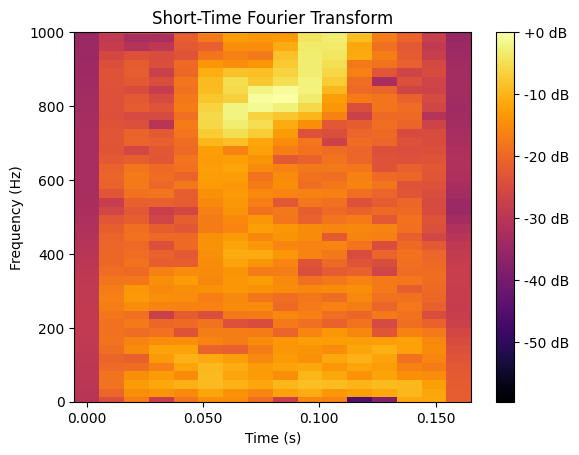 Short-Time Fourier Transform
Frequency (Hz)
1000
800
600
400
200
0
0.000
0.050
0.100
0.150
Time (s)
+0 dB
-10 dB
-20 dB
-30 dB
-40 dB
-50 dB